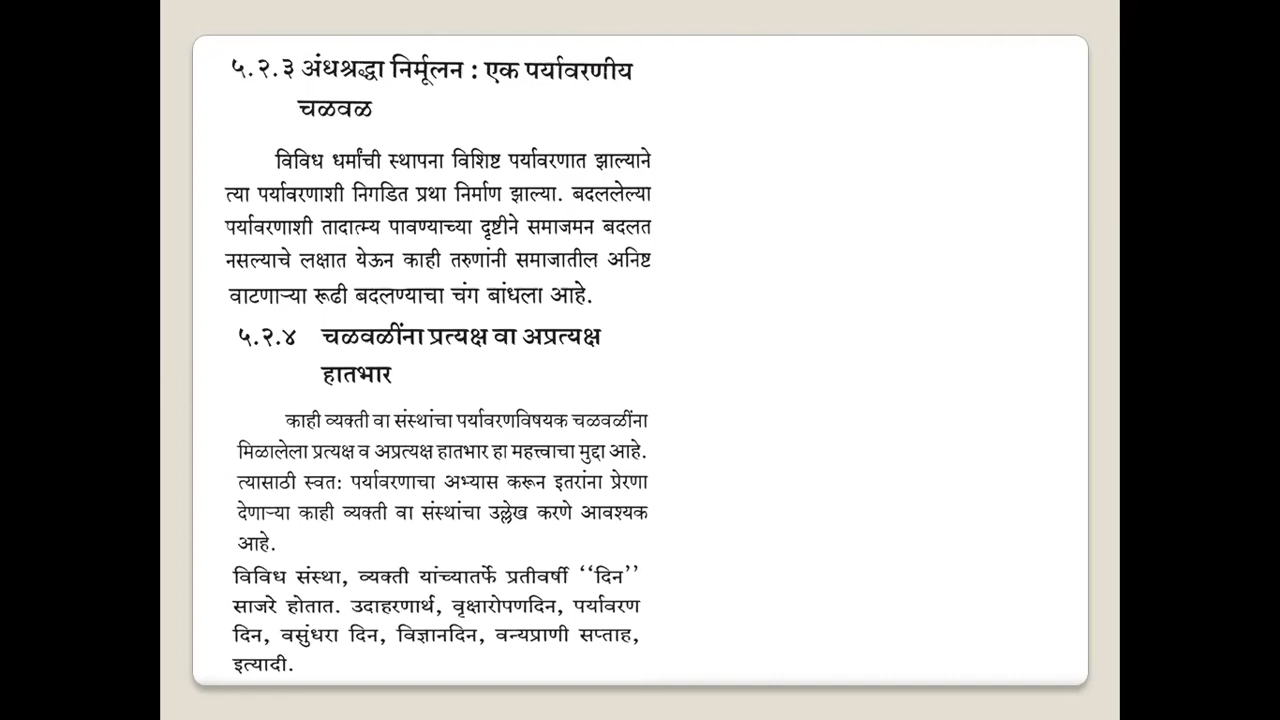 ५.२.३ अंधश्रद्धा निर्मूलन : एक पर्यावरणीय
चळवळ
विविध धर्मांची स्थापना विशिष्ट पर्यावरणात झाल्याने
त्या पर्यावरणाशी निगडित प्रथा निर्माण झाल्या. बदललेल्या
पर्यावरणाशी तादात्म्य पावण्याच्या दृष्टीने समाजमन बदलत
नसल्याचे लक्षात येऊन काही तरुणांनी समाजातील अनिष्ट
वाटणाऱ्या रूढी बदलण्याचा चंग बांधला आहे.
५.२.४ चळवळींना प्रत्यक्ष वा अप्रत्यक्ष
हातभार
काही व्यक्ती वा संस्थांचा पर्यावरणविषयक चळवळींना
मिळालेला प्रत्यक्ष व अप्रत्यक्ष हातभार हा महत्त्वाचा मुद्दा आहे.
त्यासाठी स्वत: पर्यावरणाचा अभ्यास करून इतरांना प्रेरणा
देणाऱ्या काही व्यक्ती वा संस्थांचा उल्लेख करणे आवश्यक
आहे.
विविध संस्था, व्यक्ती यांच्यातर्फे प्रतीवर्षी ‘‘दिन’’
साजरे होतात. उदाहरणार्थ, वृक्षारोपणदिन, पर्यावरण
दिन, वसुंधरा दिन, विज्ञानदिन, वन्यप्राणी सप्ताह,
इत्यादी.